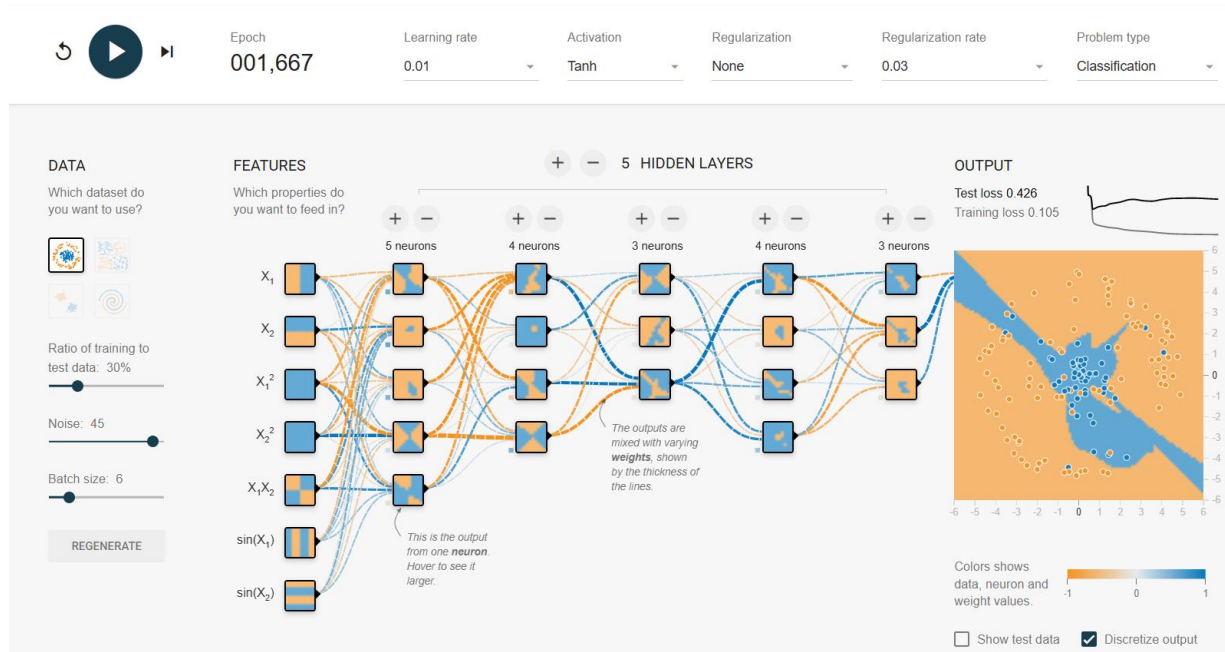 Epoch
001,667
Learning rate
0.01
Activation
Tanh
Regularization
None
Regularization rate
0.03
Problem type
Classification
DATA
Which dataset do
you want to use?
Ratio of training to
test data: 30%
Noise: 45
Batch size: 6
REGENERATE
FEATURES
Which properties do
you want to feed in?
X₁
X₂
X₁²
X₂²
X₁X₂
sin(X₁)
sin(X₂)
+ − 5 HIDDEN LAYERS
+ −
5 neurons
+ −
4 neurons
+ −
3 neurons
+ −
4 neurons
+ −
3 neurons
This is the output
from one neuron.
Hover to see it
larger.
The outputs are
mixed with varying
weights, shown
by the thickness of
the lines.
OUTPUT
Test loss 0.426
Training loss 0.105
6
5
4
3
2
1
0
-1
-2
-3
-4
-5
-6
-6 -5 -4 -3 -2 -1 0 1 2 3 4 5 6
Colors shows
data, neuron and
weight values.
-1 0 1
Show test data
Discretize output